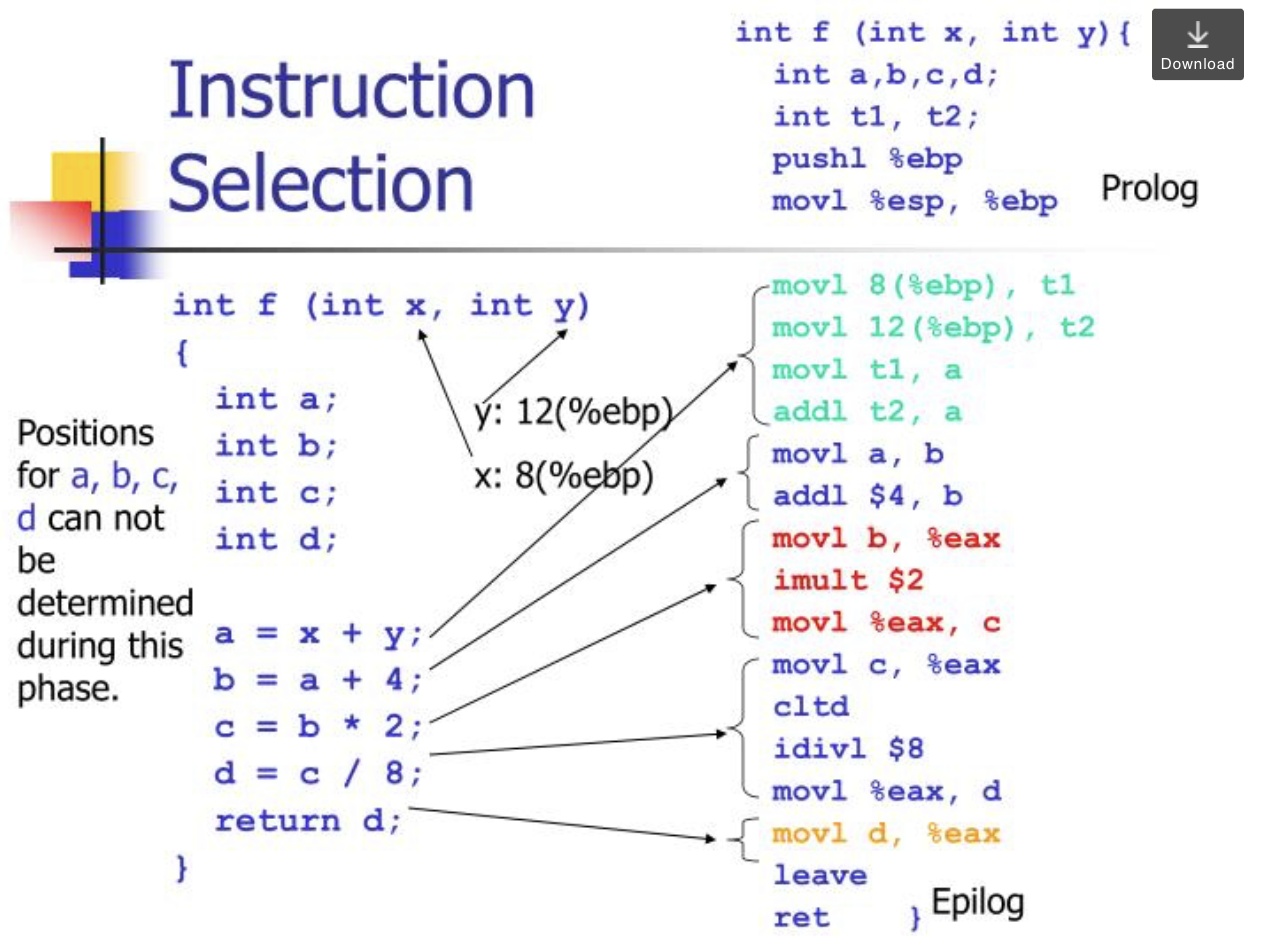 Instruction
Selection
int f (int x, int y){
int a,b,c,d;
int t1, t2;
pushl %ebp
movl %esp, %ebp
Prolog
Download
int f (int x, int y)
{
int a;
int b;
int c;
int d;
a = x + y;
b = a + 4;
c = b * 2;
d = c / 8;
return d;
}
y: 12(%ebp)
x: 8(%ebp)
Positions
for a, b, c,
d can not
be
determined
during this
phase.
movl 8(%ebp), t1
movl 12(%ebp), t2
movl t1, a
addl t2, a
movl a, b
addl $4, b
movl b, %eax
imult $2
movl %eax, c
movl c, %eax
cltd
idivl $8
movl %eax, d
movl d, %eax
leave
ret }
Epilog